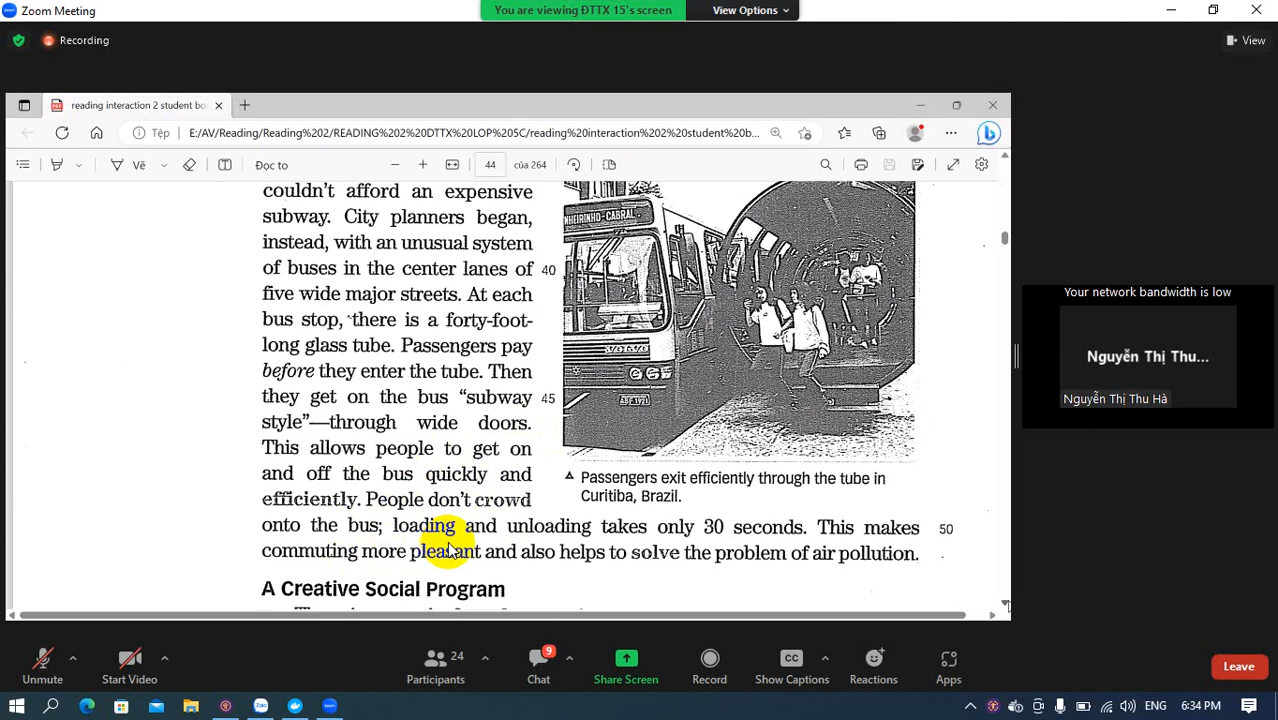 Zoom Meeting
You are viewing ĐTTX 15's screen
View Options
Recording
View
reading interaction 2 student bo
Tệp
E:/AV/Reading/Reading%202/READING%202%20DTTX%20LOP%205C/reading%20interaction%202%20student%20b...
Vẽ
Đọc to
44
của 264
couldn't afford an expensive
subway. City planners began,
instead, with an unusual system
of buses in the center lanes of
40
five wide major streets. At each
bus stop, there is a forty-foot-
long glass tube. Passengers pay
before they enter the tube. Then
they get on the bus "subway
45
style"—through wide doors.
This allows people to get on
and off the bus quickly and
efficiently. People don't crowd
onto the bus; loading and unloading takes only 30 seconds. This makes
50
commuting more pleasant and also helps to solve the problem of air pollution.
NHEIRINHO-CABRAL
Passengers exit efficiently through the tube in
Curitiba, Brazil.
A Creative Social Program
Your network bandwidth is low
Nguyễn Thị Thu...
Nguyễn Thị Thu Hà
Unmute
Start Video
24
Participants
9
Chat
Share Screen
Record
CC
Show Captions
Reactions
Apps
Leave
Zalo
ENG
6:34 PM